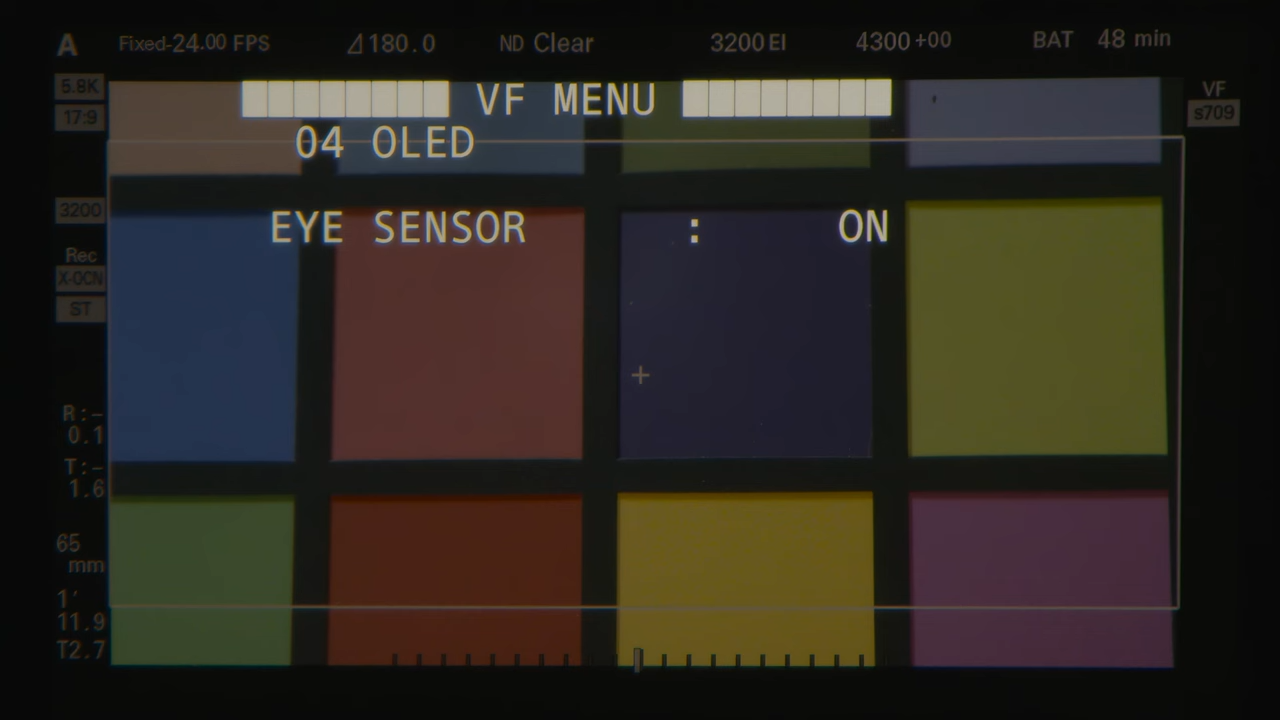 A Fixed-24.00 FPS ⊿180.0 ND Clear 3200EI 4300+00 BAT 48 min
5.8K
17:9
VF
s709
VF MENU
04 OLED
3200
EYE SENSOR : ON
Rec
X-OCN
ST
R:-
0.1
T:-
1.6
65
mm
1'
11.9
T2.7